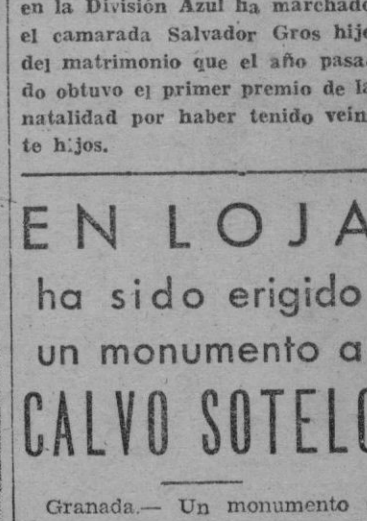 en la División Azul ha marchado
el camarada Salvador Gros hijo
del matrimonio que el año pasa-
do obtuvo el primer premio de la
natalidad por haber tenido vein
te hijos.
EN LOJA
ha sido erigido
un monumento a
CALVO SOTELO
Granada.— Un monumento